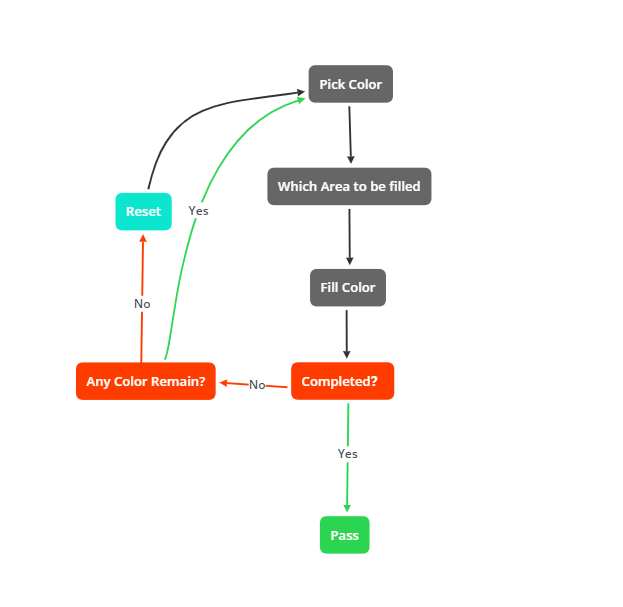 Pick Color
Which Area to be filled
Reset
Yes
Fill Color
No
Any Color Remain?
No
Completed?
Yes
Pass